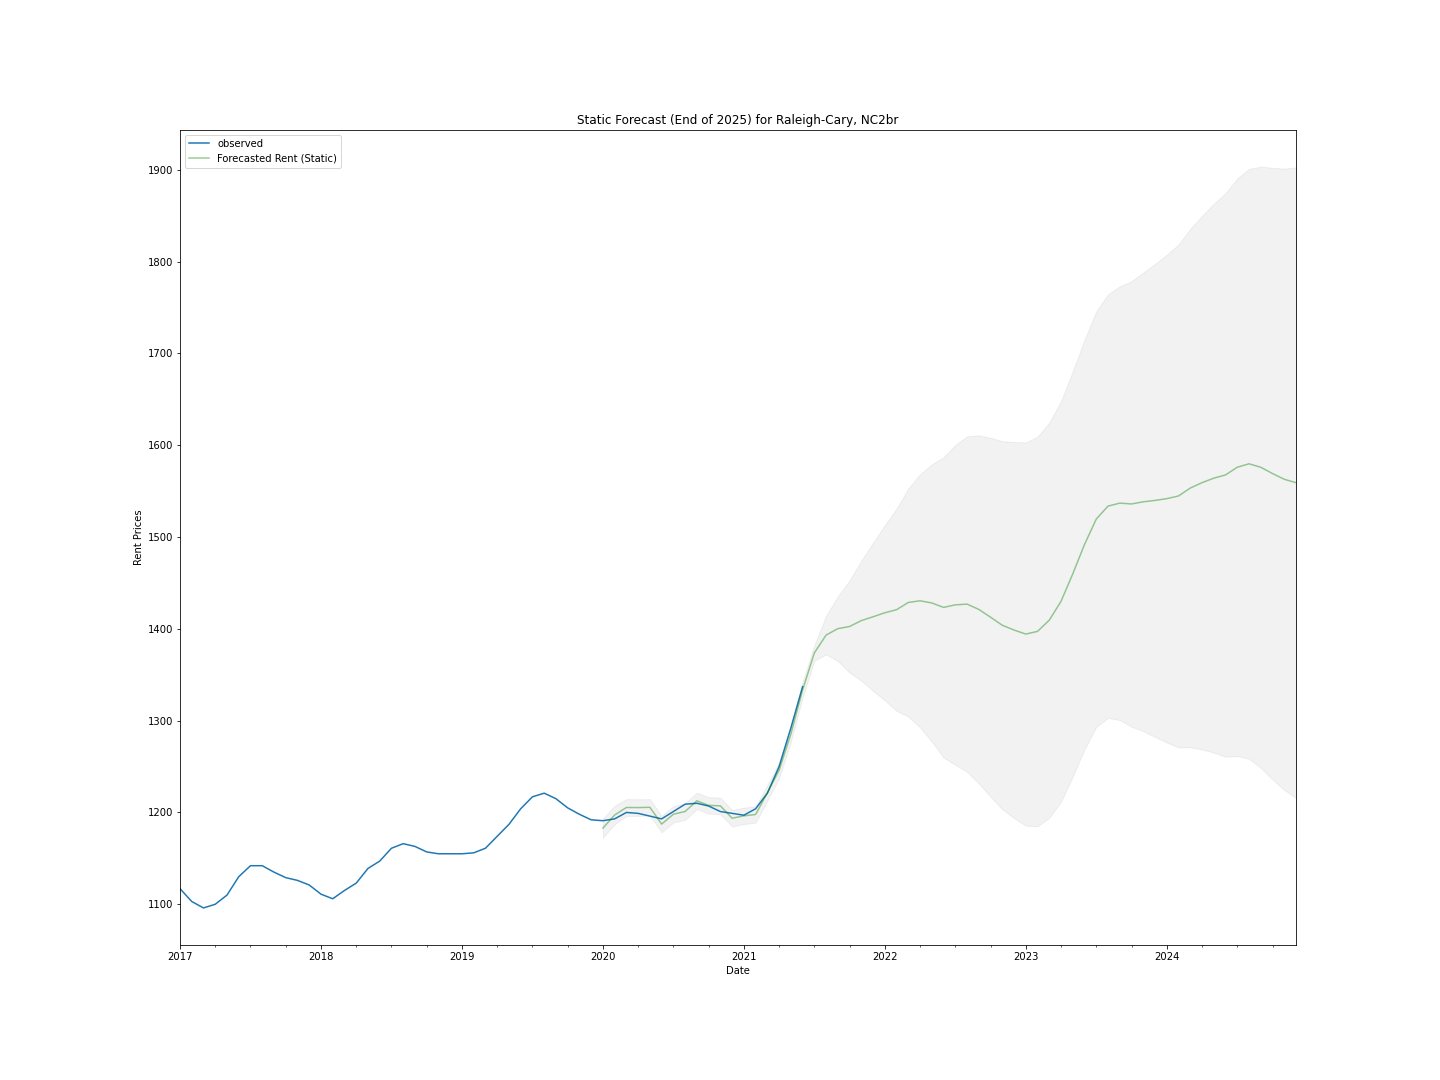 Static Forecast (End of 2025) for Raleigh-Cary, NC2br
observed
Forecasted Rent (Static)
1900
1800
1700
1600
1500
1400
1300
1200
1100
Rent Prices
2017 2018 2019 2020 2021 2022 2023 2024
Date